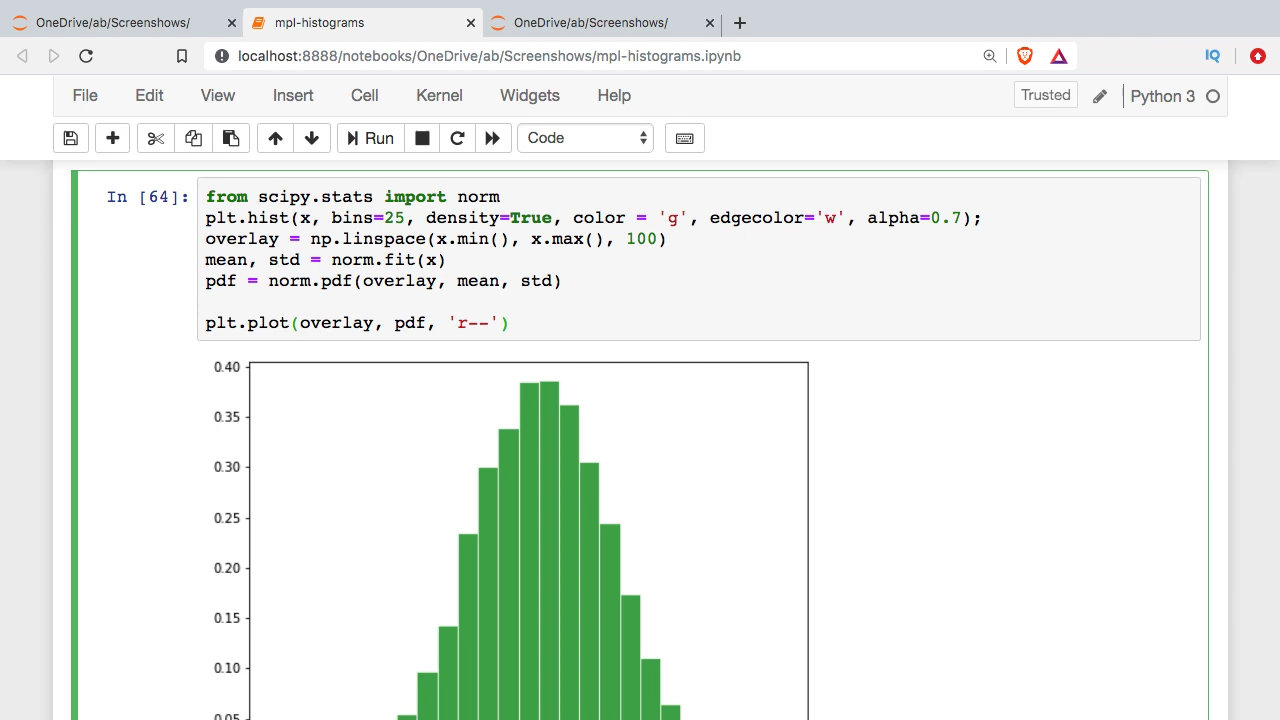 OneDrive/ab/Screenshows/
mpl-histograms
OneDrive/ab/Screenshows/
localhost:8888/notebooks/OneDrive/ab/Screenshows/mpl-histograms.ipynb
IQ
File Edit View Insert Cell Kernel Widgets Help Trusted Python 3
Run Code
In [64]:
from scipy.stats import norm
plt.hist(x, bins=25, density=True, color = 'g', edgecolor='w', alpha=0.7);
overlay = np.linspace(x.min(), x.max(), 100)
mean, std = norm.fit(x)
pdf = norm.pdf(overlay, mean, std)
plt.plot(overlay, pdf, 'r--')
0.40
0.35
0.30
0.25
0.20
0.15
0.10
0.05